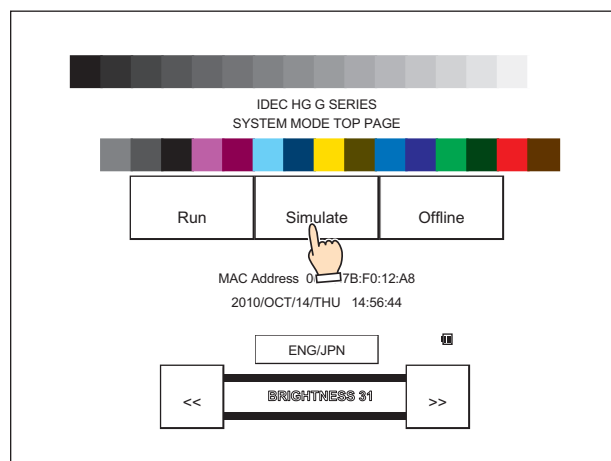 IDEC HG G SERIES
SYSTEM MODE TOP PAGE
Run Simulate Offline
MAC Address 0 7B:F0:12:A8
2010/OCT/14/THU 14:56:44
ENG/JPN
<< BRIGHTNESS 31 >>